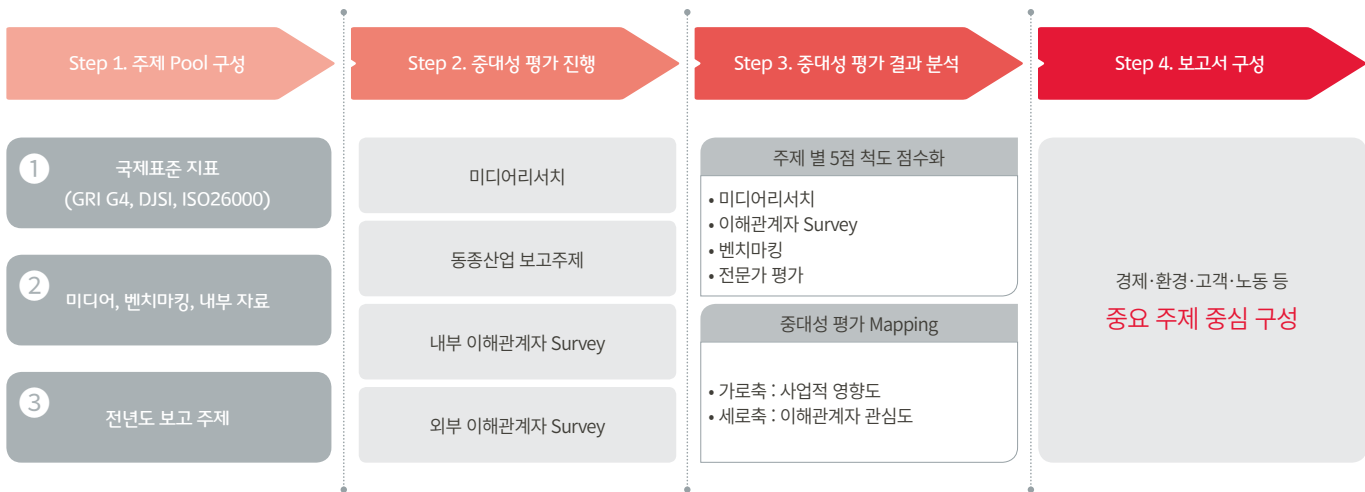 Step 1. 주제 Pool 구성
1
국제표준 지표
(GRI G4, DJSI, ISO26000)
2
미디어, 벤치마킹, 내부 자료
3
전년도 보고 주제
Step 2. 중대성 평가 진행
미디어리서치
동종산업 보고주제
내부 이해관계자 Survey
외부 이해관계자 Survey
Step 3. 중대성 평가 결과 분석
주제 별 5점 척도 점수화
• 미디어리서치
• 이해관계자 Survey
• 벤치마킹
• 전문가 평가
중대성 평가 Mapping
• 가로축 : 사업적 영향도
• 세로축 : 이해관계자 관심도
Step 4. 보고서 구성
경제·환경·고객·노동 등
중요 주제 중심 구성